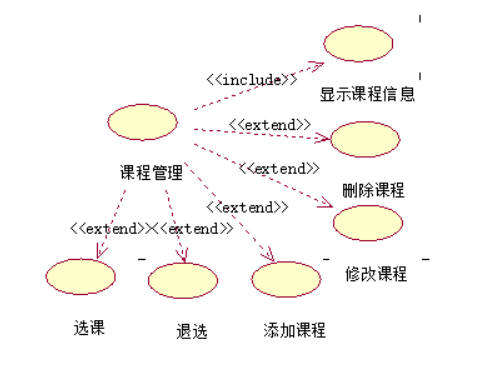 <<include>>
显示课程信息
<<extend>>
课程管理
<<extend>>
删除课程
<<extend>>
<<extend>>
<<extend>>
修改课程
选课
退选
添加课程